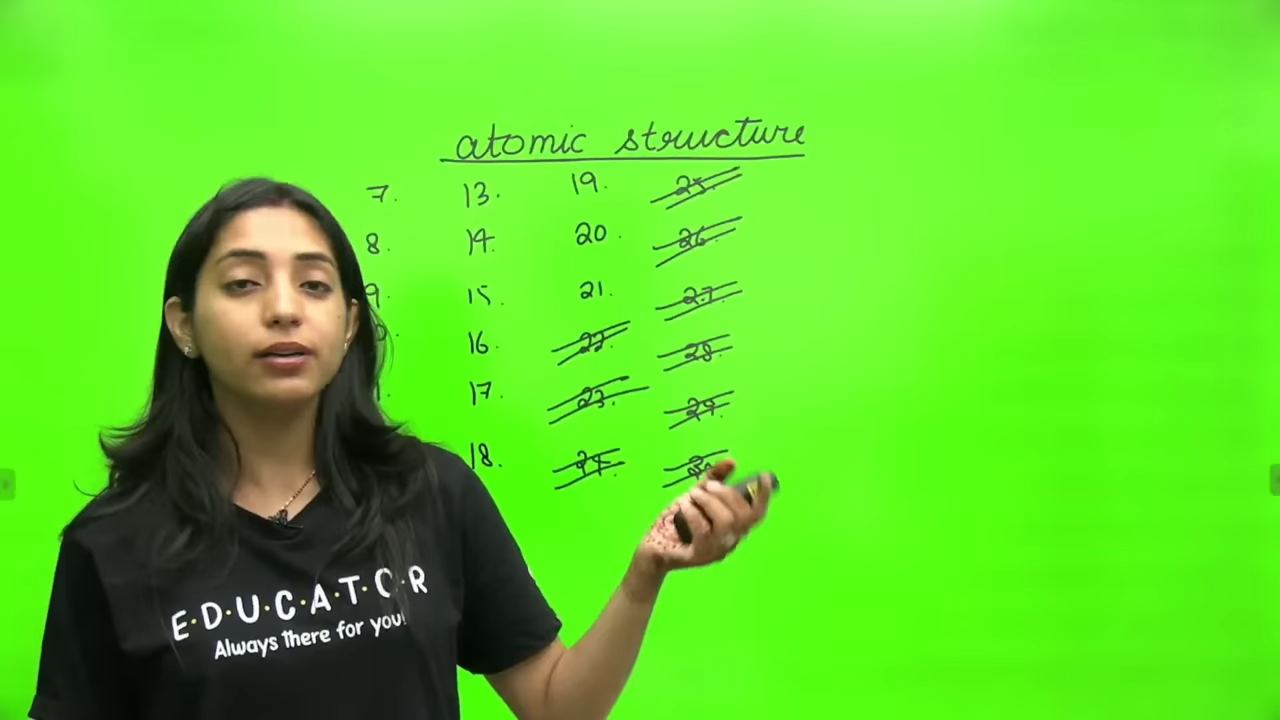 atomic structure
7. 13. 19. 25.
8. 14. 20. 26.
9. 15. 21. 27.
16. 22. 28.
17. 23. 29.
18. 24.
E·D·U·C·A·T·O·R
Always there for you!